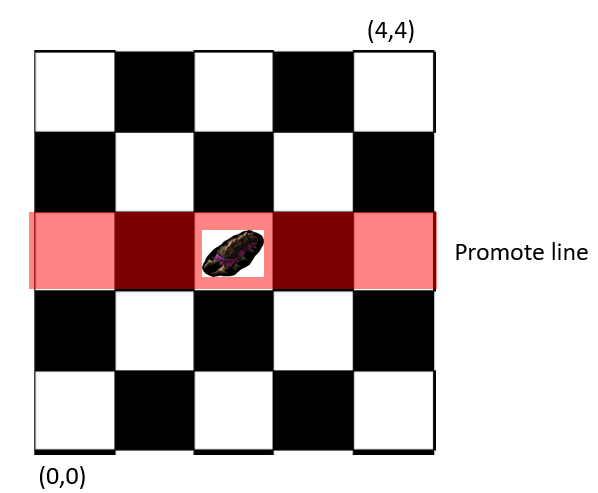 (4,4)
Promote line
(0,0)